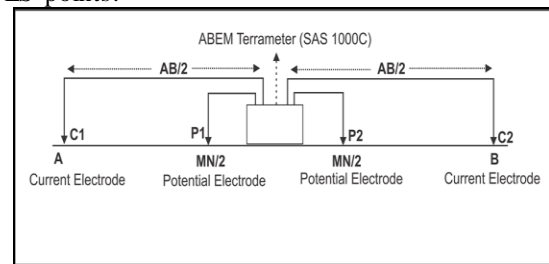 ABEM Terrameter (SAS 1000C)
AB/2 AB/2
C1 P1 P2 C2
A MN/2 MN/2 B
Current Electrode Potential Electrode Potential Electrode Current Electrode